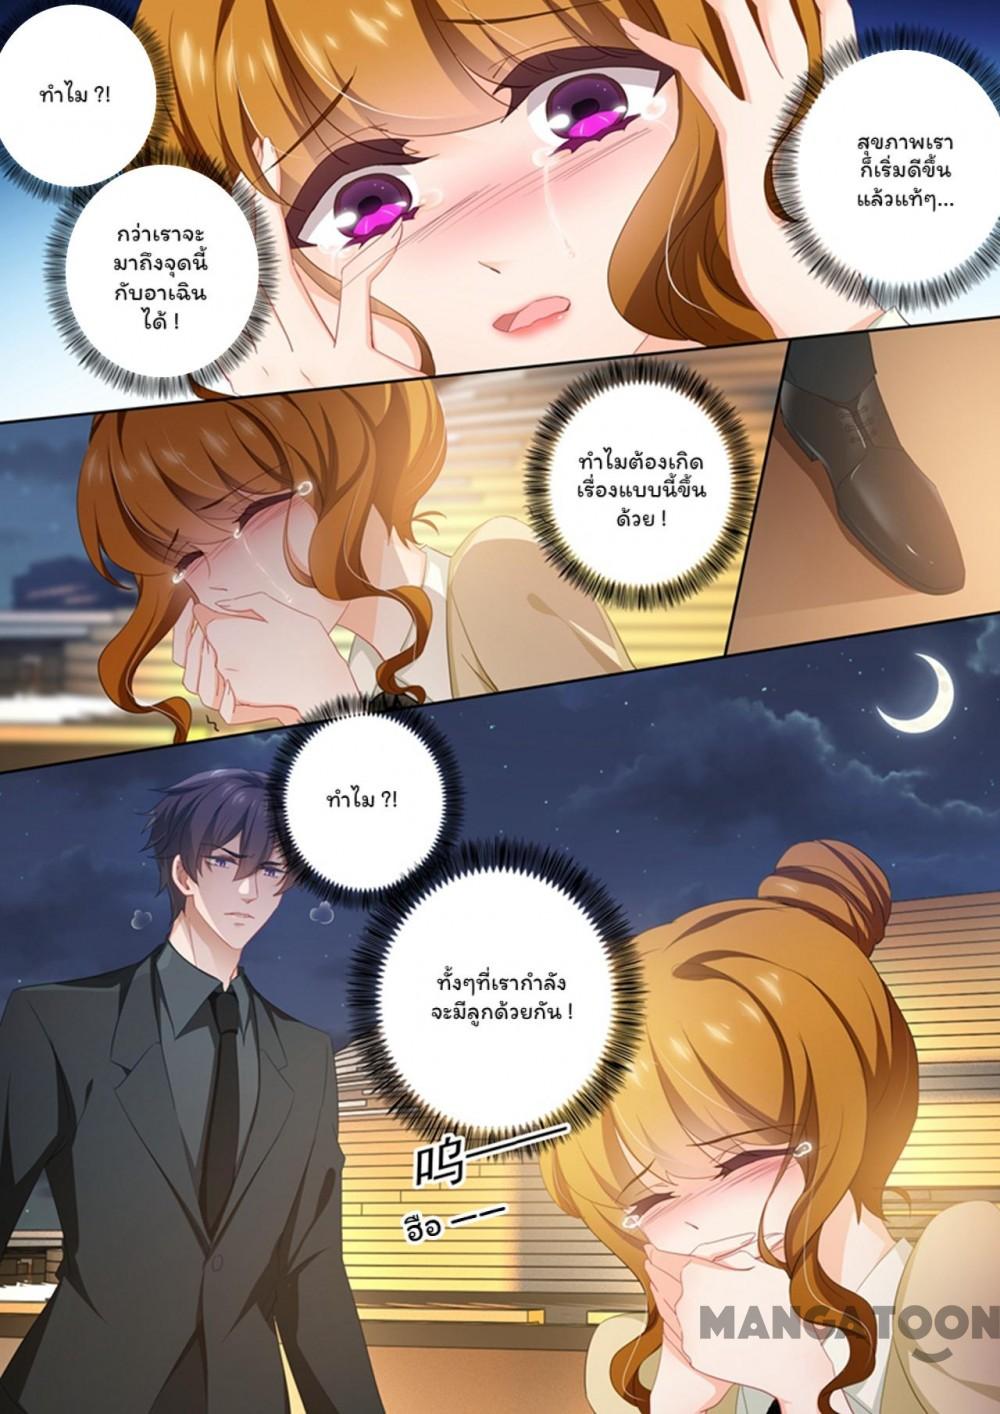 ทำไม ?!
กว่าเราจะ
มาถึงจุดนี้
กับอาเฉิน
ได้ !
สุขภาพเรา
ก็เริ่มดีขึ้น
แล้วแท้ๆ...
ทำไมต้องเกิด
เรื่องแบบนี้ขึ้น
ด้วย !
ทำไม ?!
ทั้งๆที่เรากำลัง
จะมีลูกด้วยกัน !
呜——
ฮือ — —
MANGATOON